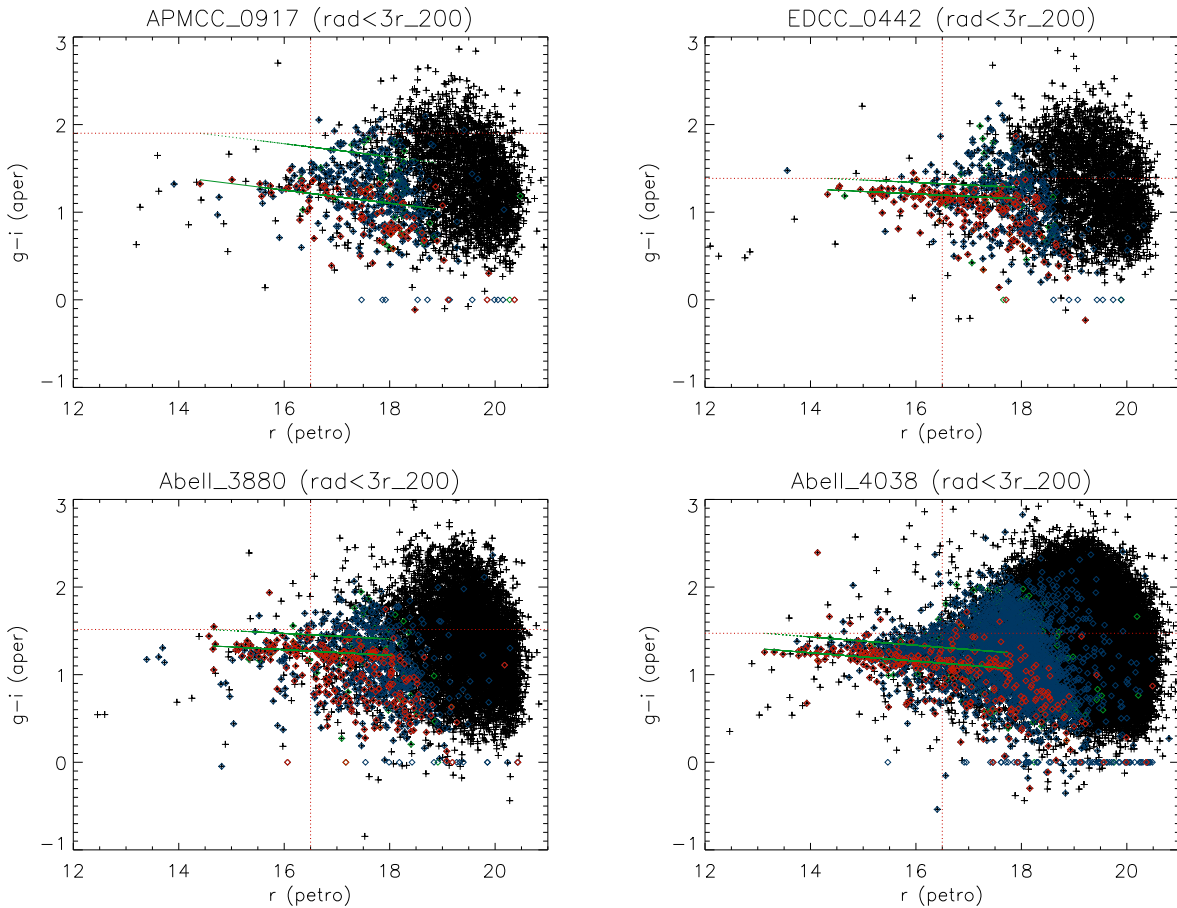 APMCC_0917 (rad<3r_200)
3
2
1
0
−1
g−i (aper)
12 14 16 18 20
r (petro)
EDCC_0442 (rad<3r_200)
3
2
1
0
−1
g−i (aper)
12 14 16 18 20
r (petro)
Abell_3880 (rad<3r_200)
3
2
1
0
−1
g−i (aper)
12 14 16 18 20
r (petro)
Abell_4038 (rad<3r_200)
3
2
1
0
−1
g−i (aper)
12 14 16 18 20
r (petro)